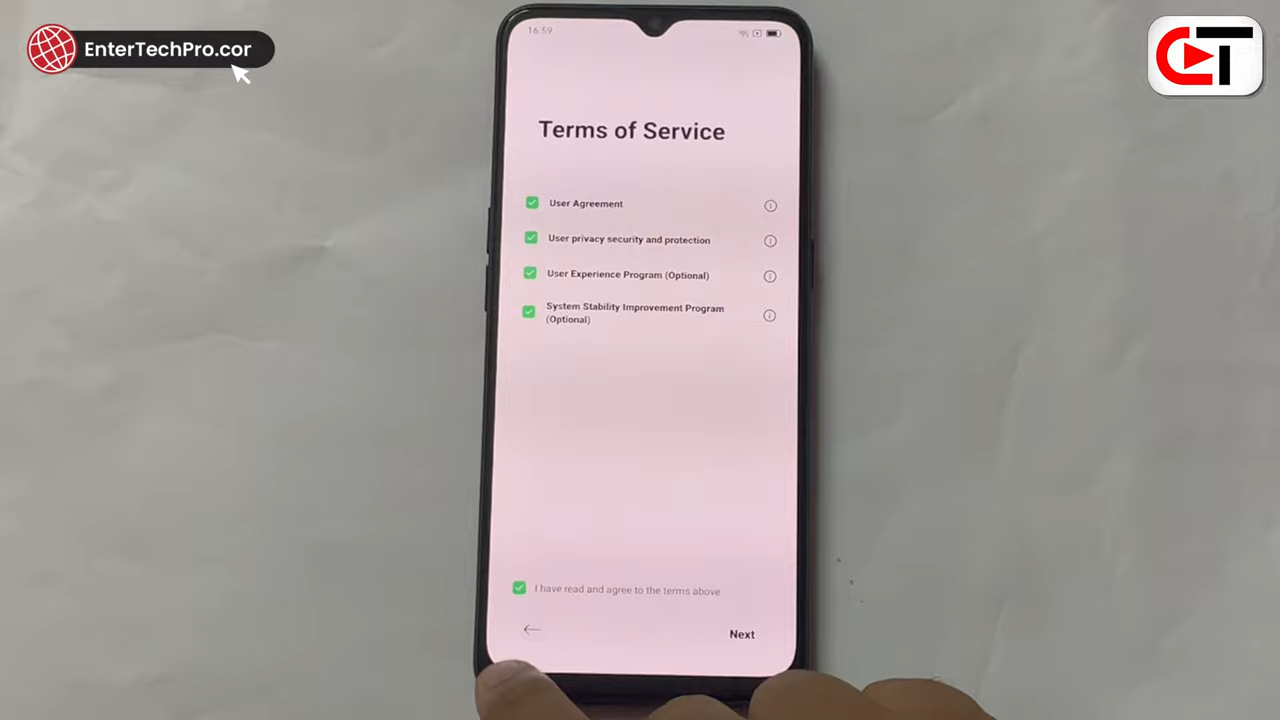 EnterTechPro.cor
CT
16:59
Terms of Service
User Agreement
User privacy security and protection
User Experience Program (Optional)
System Stability Improvement Program
(Optional)
I have read and agree to the terms above
Next